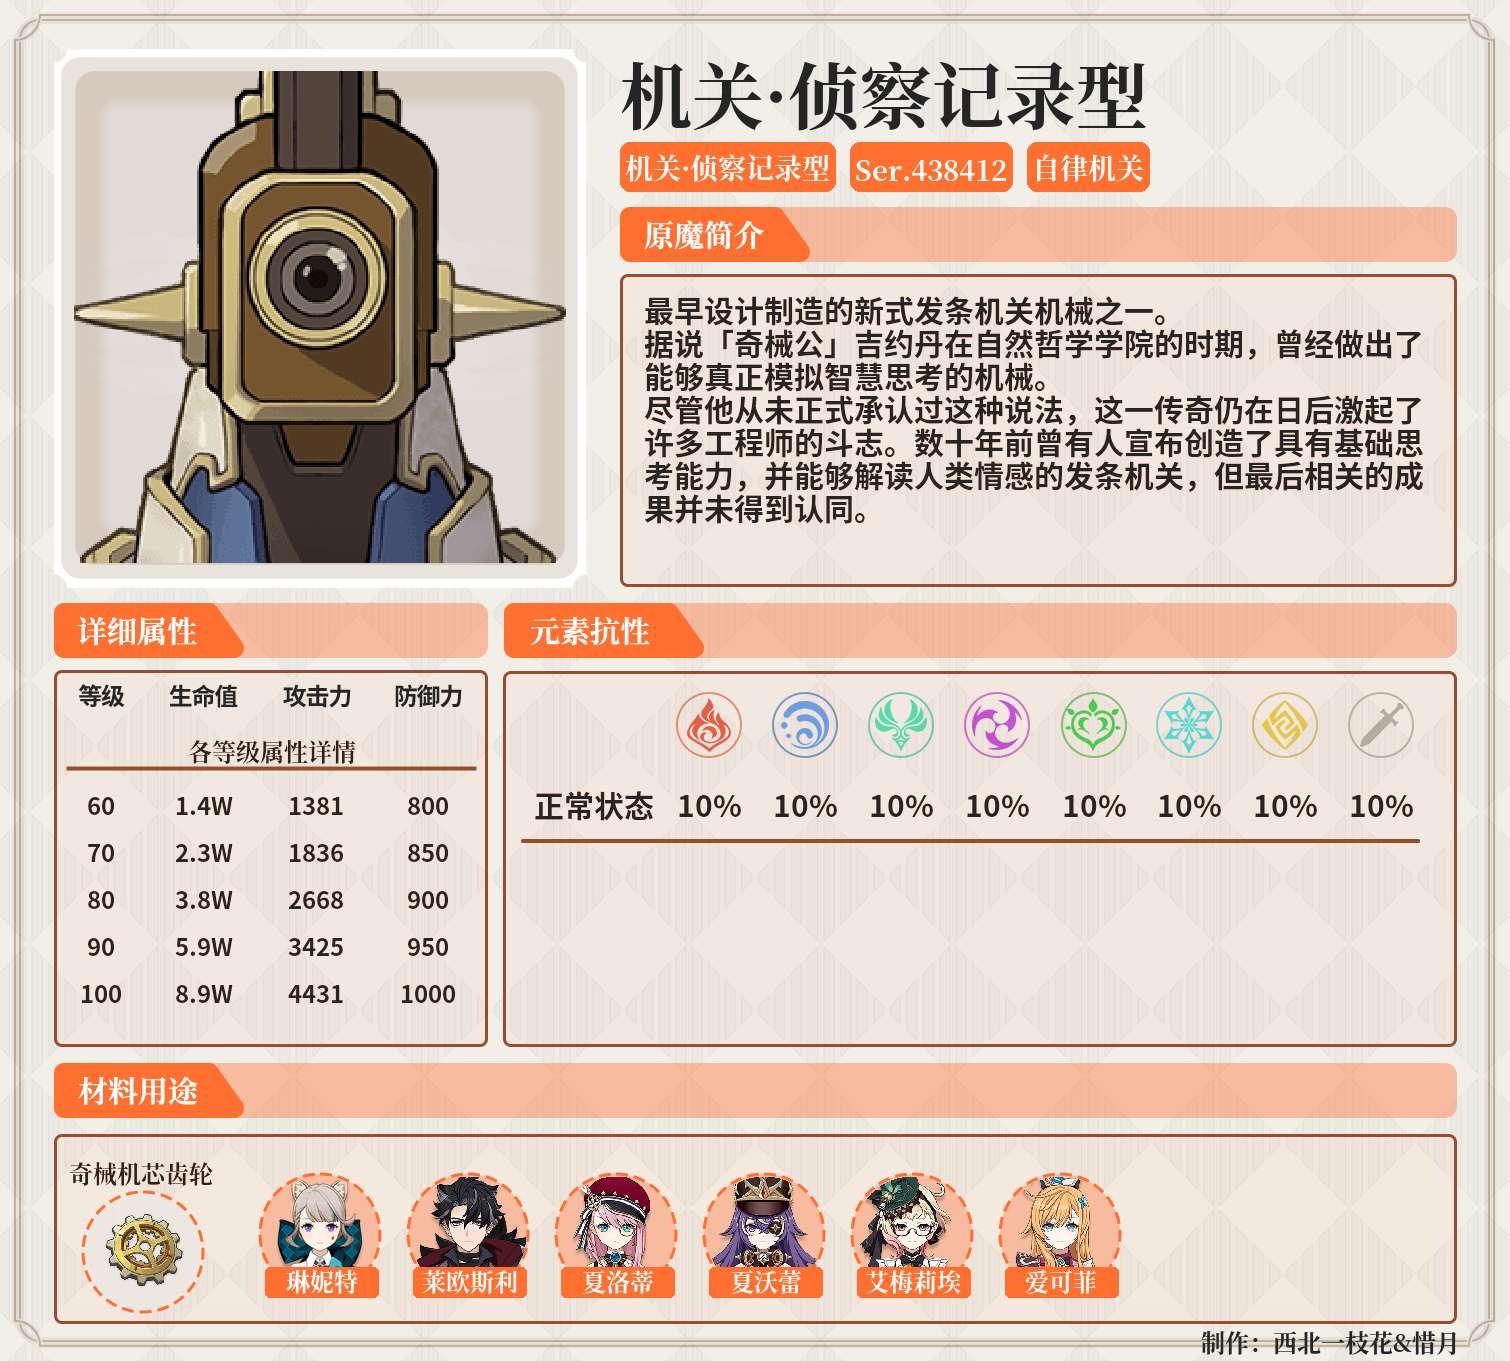 机关·侦察记录型
机关·侦察记录型 Ser.438412 自律机关
原魔简介
最早设计制造的新式发条机关机械之一。
据说「奇械公」吉约丹在自然哲学学院的时期，曾经做出了
能够真正模拟智慧思考的机械。
尽管他从未正式承认过这种说法，这一传奇仍在日后激起了
许多工程师的斗志。数十年前曾有人宣布创造了具有基础思
考能力，并能够解读人类情感的发条机关，但最后相关的成
果并未得到认同。
详细属性
等级 生命值 攻击力 防御力
各等级属性详情
60 1.4W 1381 800
70 2.3W 1836 850
80 3.8W 2668 900
90 5.9W 3425 950
100 8.9W 4431 1000
元素抗性
正常状态 10% 10% 10% 10% 10% 10% 10% 10%
材料用途
奇械机芯齿轮
琳妮特 莱欧斯利 夏洛蒂 夏沃蕾 艾梅莉埃 爱可菲
制作：西北一枝花&惜月